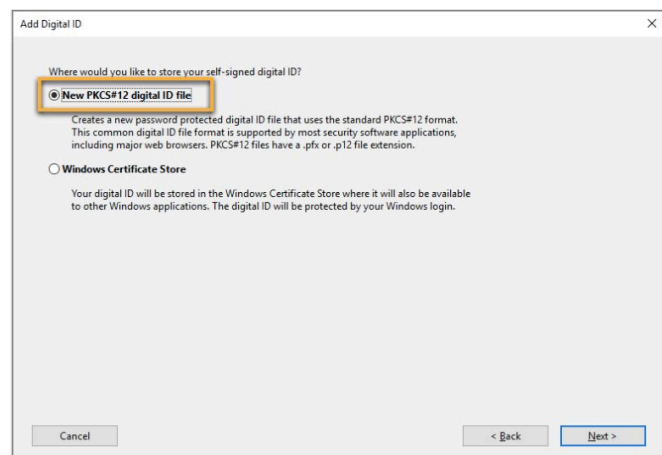 Add Digital ID
Where would you like to store your self-signed digital ID?
New PKCS#12 digital ID file
Creates a new password protected digital ID file that uses the standard PKCS#12 format.
This common digital ID file format is supported by most security software applications,
including major web browsers. PKCS#12 files have a .pfx or .p12 file extension.
Windows Certificate Store
Your digital ID will be stored in the Windows Certificate Store where it will also be available
to other Windows applications. The digital ID will be protected by your Windows login.
Cancel
< Back
Next >